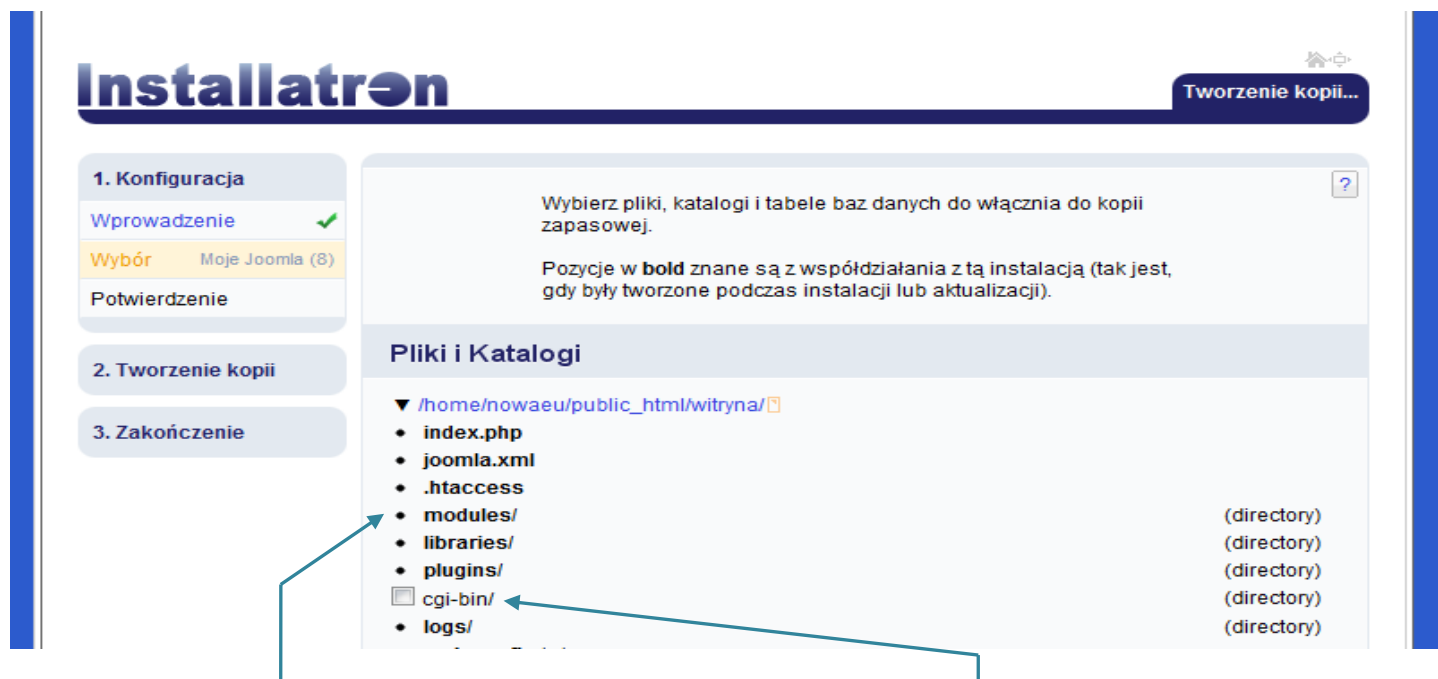 Installatron
Tworzenie kopii...
1. Konfiguracja
Wprowadzenie
Wybór Moje Joomla (8)
Potwierdzenie
2. Tworzenie kopii
3. Zakończenie
?
Wybierz pliki, katalogi i tabele baz danych do włącznia do kopii
zapasowej.
Pozycje w bold znane są z współdziałania z tą instalacją (tak jest,
gdy były tworzone podczas instalacji lub aktualizacji).
Pliki i Katalogi
/home/nowaeu/public_html/witryna/
index.php
joomla.xml
.htaccess
modules/ (directory)
libraries/ (directory)
plugins/ (directory)
cgi-bin/ (directory)
logs/ (directory)